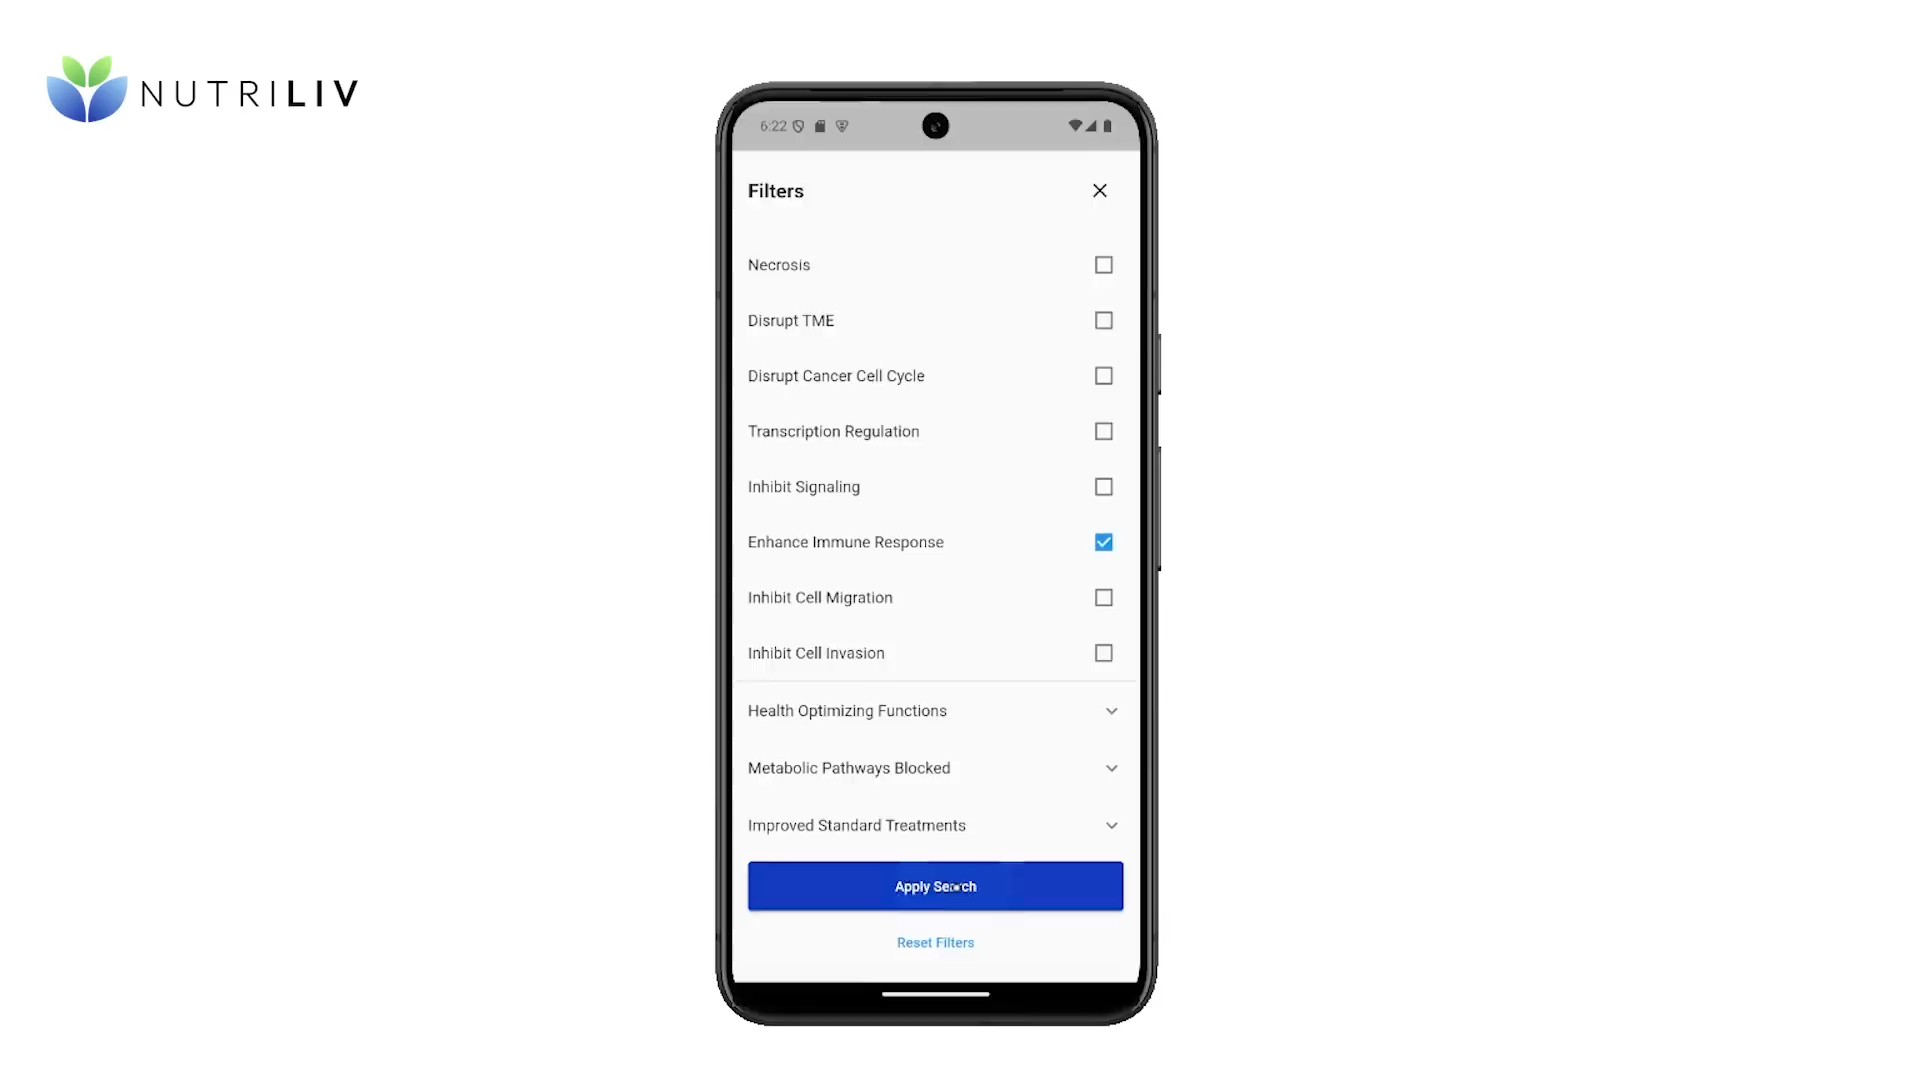 NUTRILIV
6:22
Filters
Necrosis
Disrupt TME
Disrupt Cancer Cell Cycle
Transcription Regulation
Inhibit Signaling
Enhance Immune Response
Inhibit Cell Migration
Inhibit Cell Invasion
Health Optimizing Functions
Metabolic Pathways Blocked
Improved Standard Treatments
Apply Search
Reset Filters